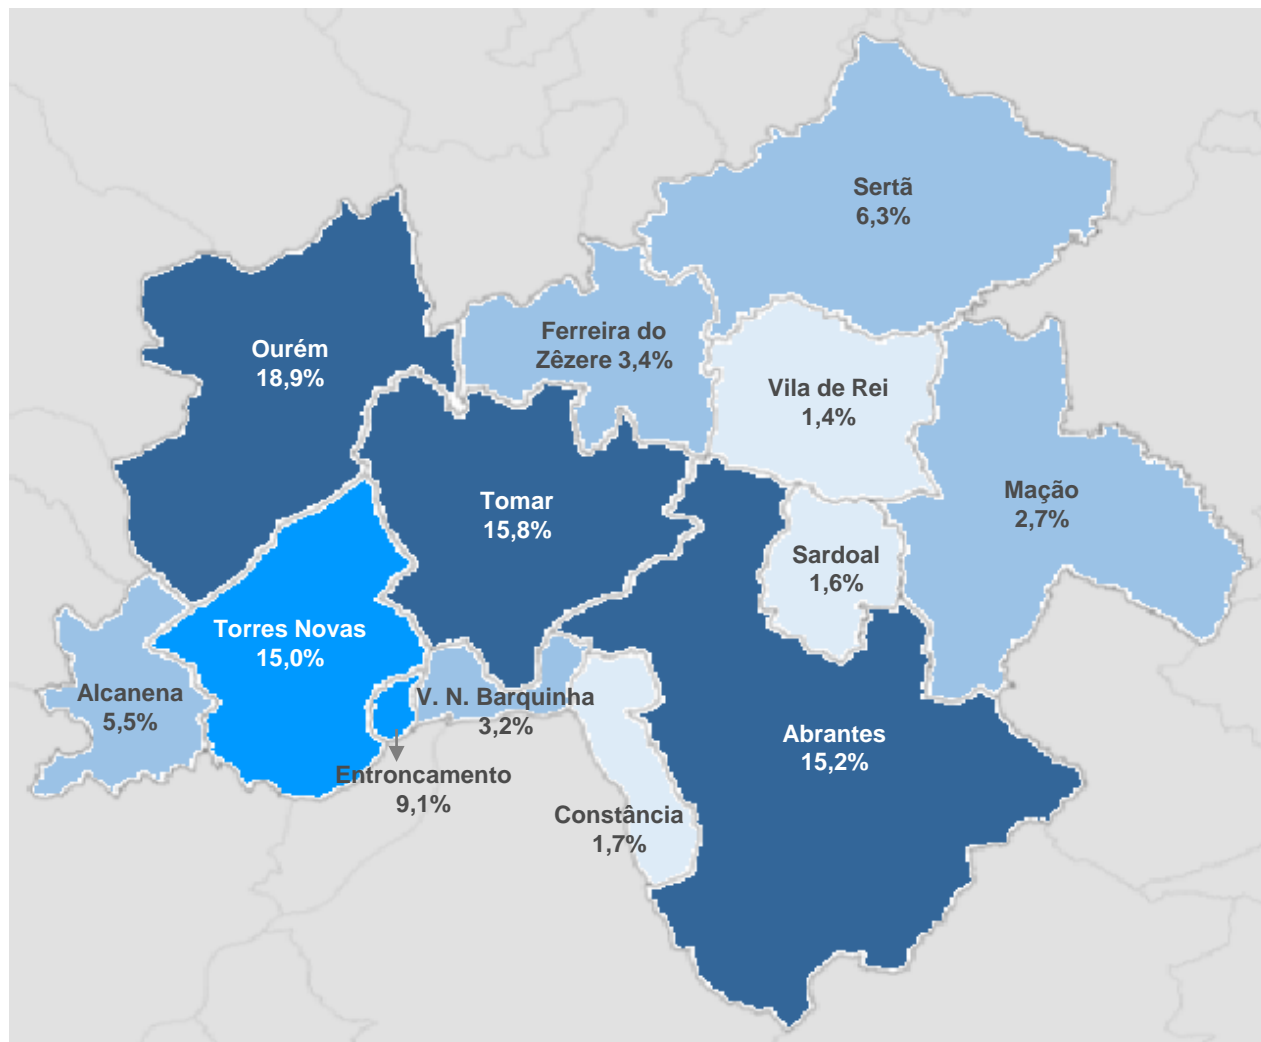 Sertã
6,3%
Ferreira do
Zêzere 3,4%
Ourém
18,9%
Vila de Rei
1,4%
Mação
2,7%
Tomar
15,8%
Sardoal
1,6%
Torres Novas
15,0%
Alcanena
5,5%
V. N. Barquinha
3,2%
Abrantes
15,2%
Entroncamento
9,1%
Constância
1,7%